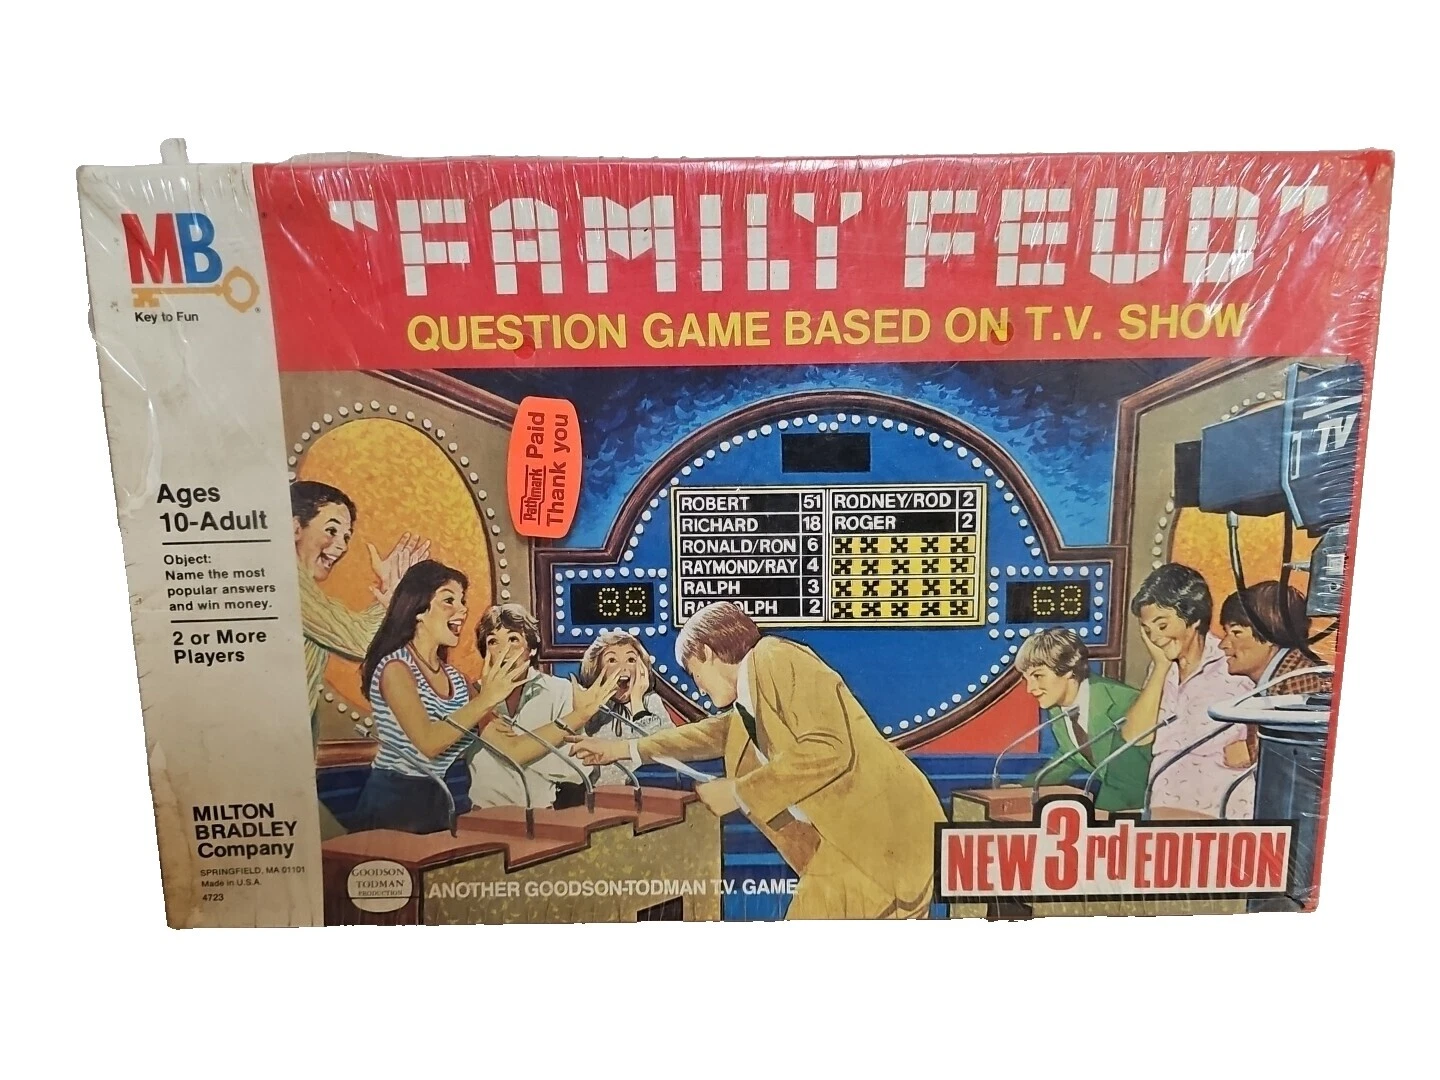 MB
Key to Fun
Ages
10-Adult
Object:
Name the most
popular answers
and win money.
2 or More
Players
MILTON
BRADLEY
Company
SPRINGFIELD, MA 01101
Made in U.S.A.
4723
"FAMILY FEUD"
QUESTION GAME BASED ON T.V. SHOW
Pathmark Paid
Thank you
TV
ROBERT 51 RODNEY/ROD 2
RICHARD 18 ROGER 2
RONALD/RON 6
RAYMOND/RAY 4
RALPH 3
RANDOLPH 2
88
68
GOODSON
TODMAN
PRODUCTION
ANOTHER GOODSON-TODMAN T.V. GAME
NEW 3rd EDITION